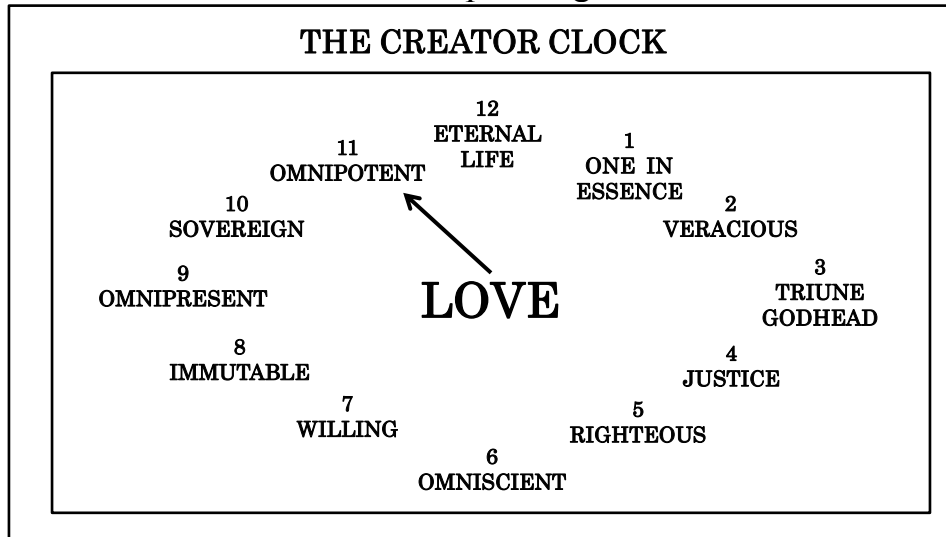 THE CREATOR CLOCK
12
ETERNAL
LIFE
1
ONE IN
ESSENCE
2
VERACIOUS
3
TRIUNE
GODHEAD
4
JUSTICE
5
RIGHTEOUS
6
OMNISCIENT
7
WILLING
8
IMMUTABLE
9
OMNIPRESENT
10
SOVEREIGN
11
OMNIPOTENT
LOVE